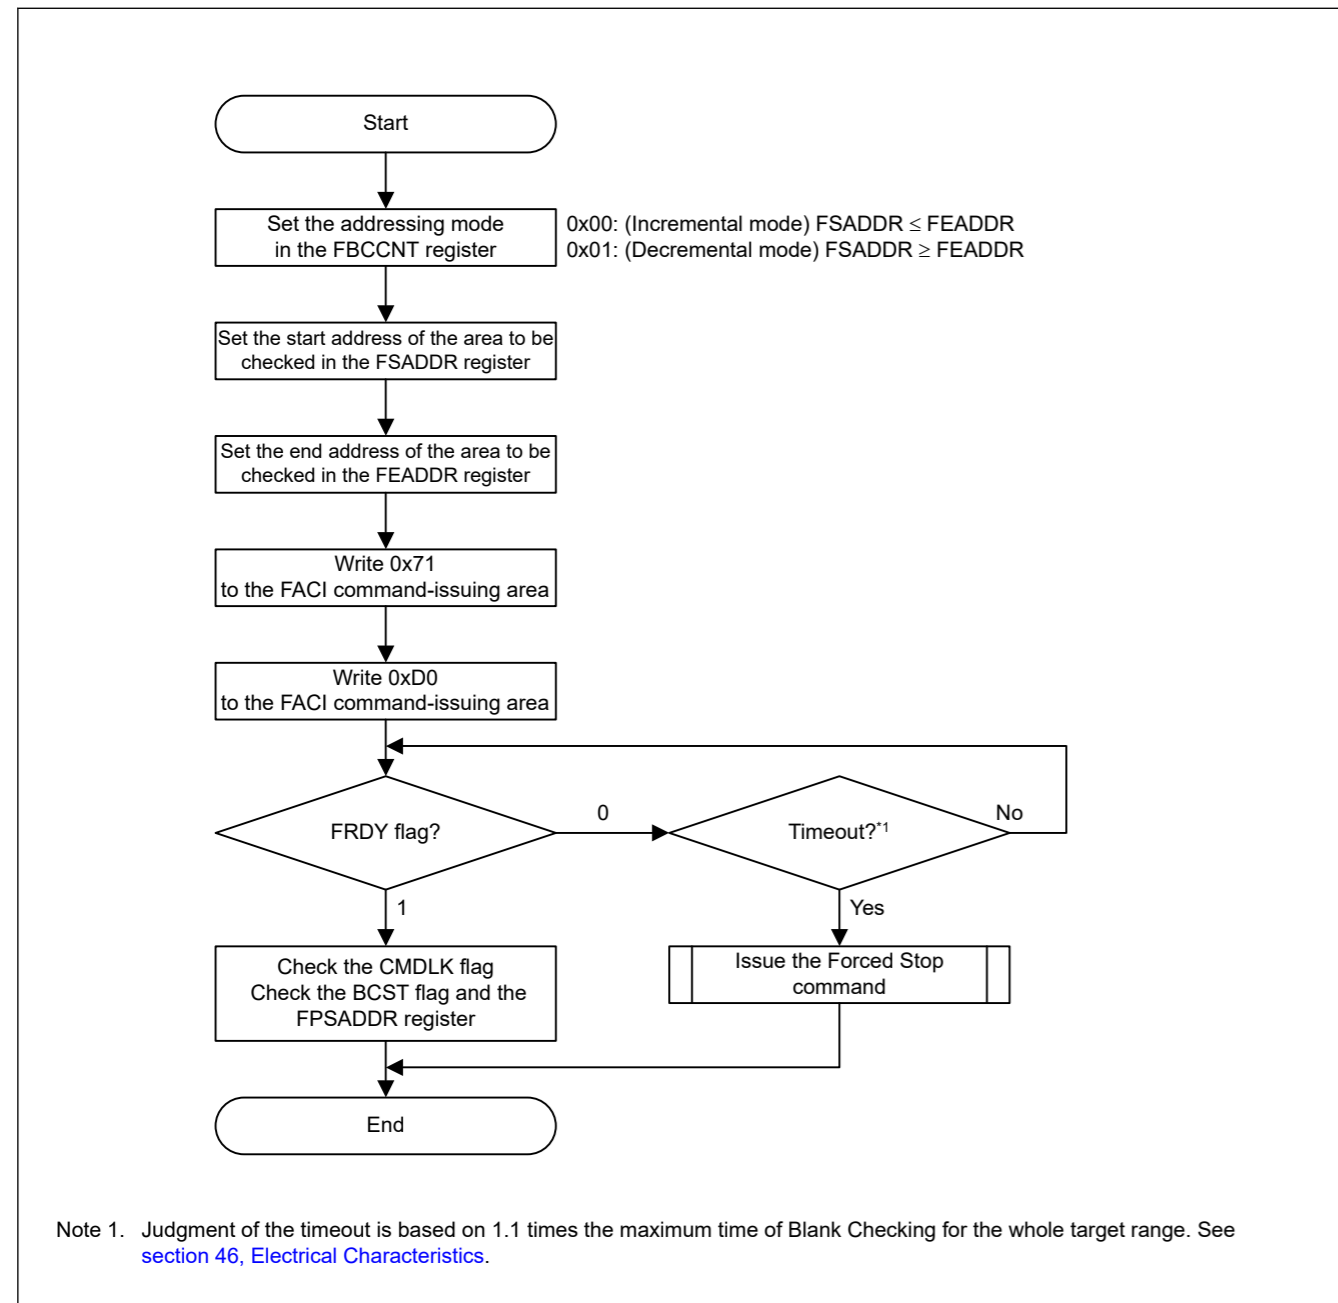 Start
Set the addressing mode
in the FBCCNT register
0x00: (Incremental mode) FSADDR ≤ FEADDR
0x01: (Decremental mode) FSADDR ≥ FEADDR
Set the start address of the area to be
checked in the FSADDR register
Set the end address of the area to be
checked in the FEADDR register
Write 0x71
to the FACI command-issuing area
Write 0xD0
to the FACI command-issuing area
FRDY flag?
0
Timeout?*1
No
1
Yes
Check the CMDLK flag
Check the BCST flag and the
FPSADDR register
Issue the Forced Stop
command
End
Note 1. Judgment of the timeout is based on 1.1 times the maximum time of Blank Checking for the whole target range. See
section 46, Electrical Characteristics.